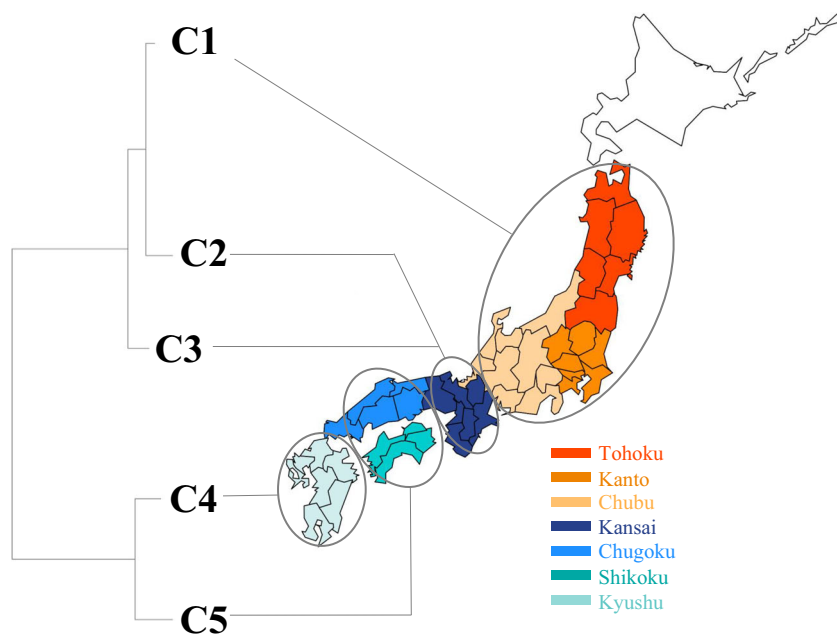 C1
C2
C3
C4
C5
Tohoku
Kanto
Chubu
Kansai
Chugoku
Shikoku
Kyushu